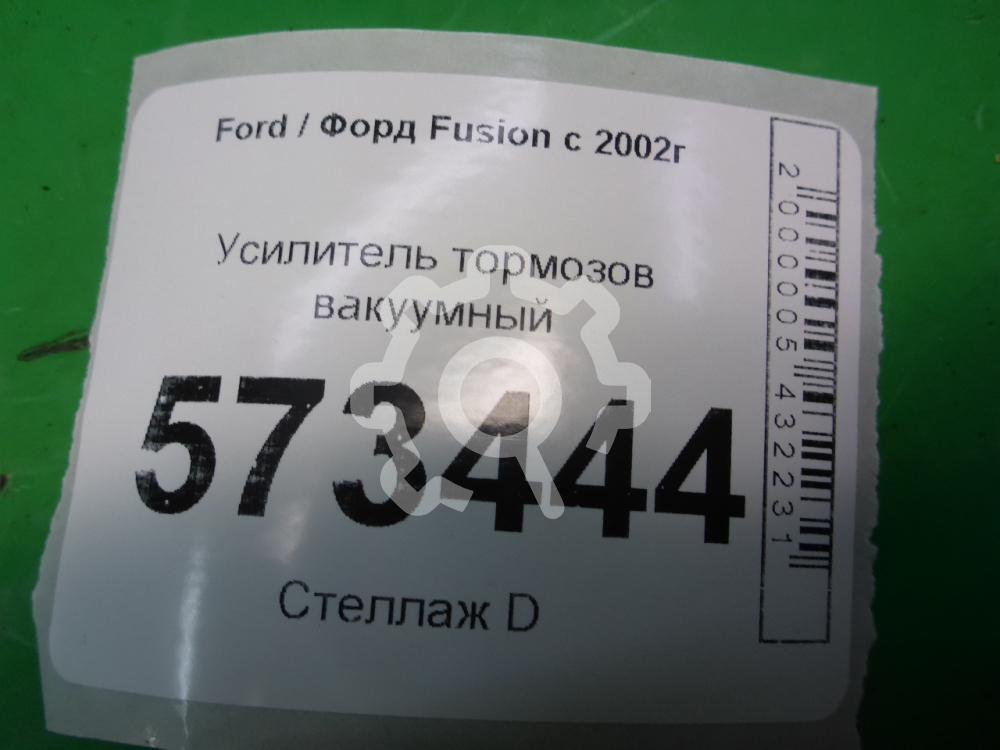 Ford / Форд Fusion с 2002г
Усилитель тормозов
вакуумный
573444
Стеллаж D
2000005432231